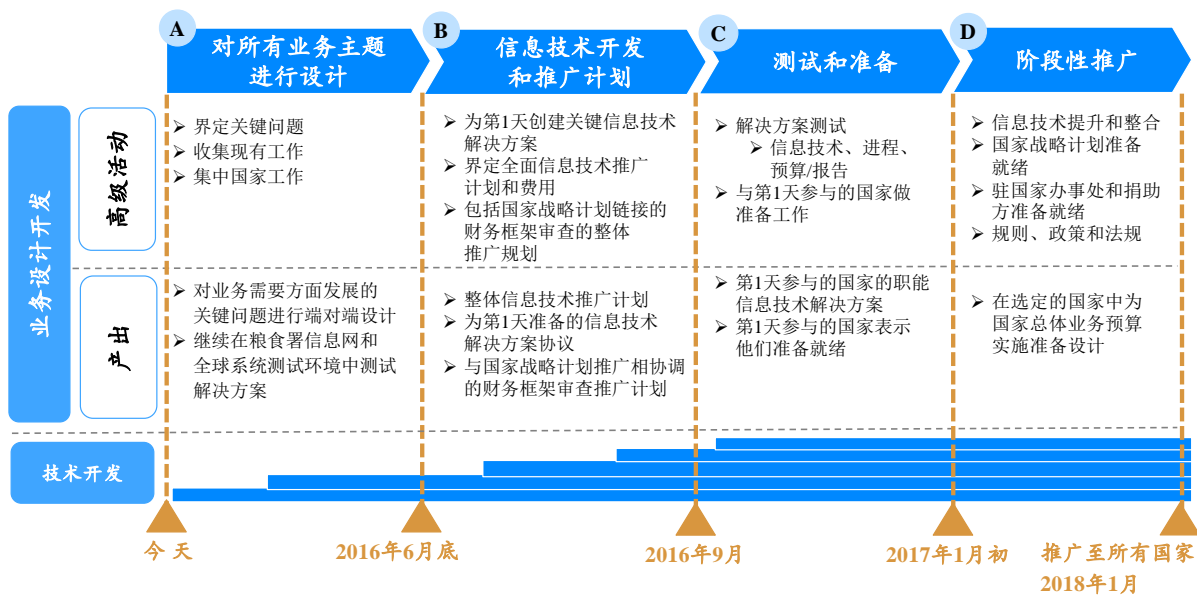 A
对所有业务主题
进行设计
B
信息技术开发
和推广计划
C
测试和准备
D
阶段性推广
业务设计开发
高级活动
➢ 界定关键问题
➢ 收集现有工作
➢ 集中国家工作
➢ 为第1天创建关键信息技术
解决方案
➢ 界定全面信息技术推广
计划和费用
➢ 包括国家战略计划链接的
财务框架审查的整体
推广规划
➢ 解决方案测试
➢ 信息技术、进程、
预算/报告
➢ 与第1天参与的国家做
准备工作
➢ 信息技术提升和整合
➢ 国家战略计划准备
就绪
➢ 驻国家办事处和捐助
方准备就绪
➢ 规则、政策和法规
产出
➢ 对业务需要方面发展的
关键问题进行端对端设计
➢ 继续在粮食署信息网和
全球系统测试环境中测试
解决方案
➢ 整体信息技术推广计划
➢ 为第1天准备的信息技术
解决方案协议
➢ 与国家战略计划推广相协调
的财务框架审查推广计划
➢ 第1天参与的国家的职能
信息技术解决方案
➢ 第1天参与的国家表示
他们准备就绪
➢ 在选定的国家中为
国家总体业务预算
实施准备设计
技术开发
今天
2016年6月底
2016年9月
2017年1月初
推广至所有国家
2018年1月